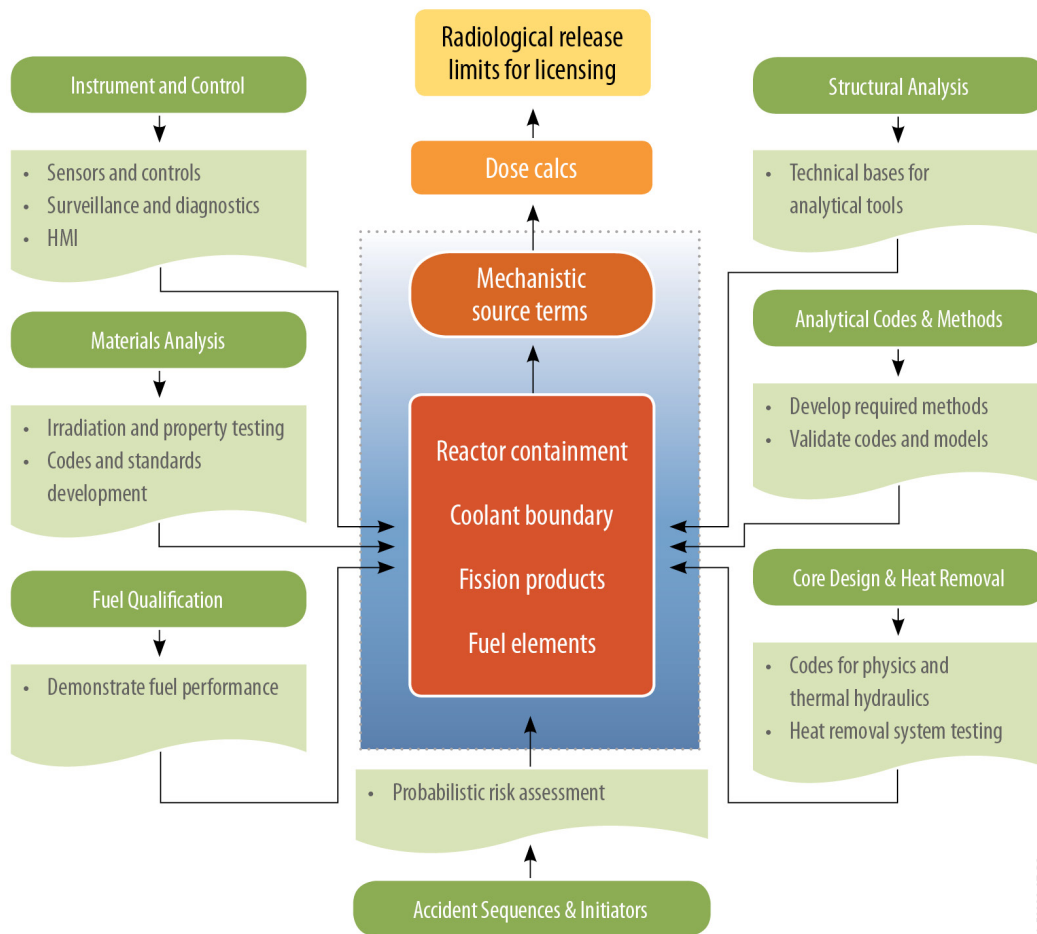 Radiological release
limits for licensing
Dose calcs
Mechanistic
source terms
Reactor containment
Coolant boundary
Fission products
Fuel elements
Instrument and Control
• Sensors and controls
• Surveillance and diagnostics
• HMI
Materials Analysis
• Irradiation and property testing
• Codes and standards
development
Fuel Qualification
• Demonstrate fuel performance
Structural Analysis
• Technical bases for
analytical tools
Analytical Codes & Methods
• Develop required methods
• Validate codes and models
Core Design & Heat Removal
• Codes for physics and
thermal hydraulics
• Heat removal system testing
• Probabilistic risk assessment
Accident Sequences & Initiators